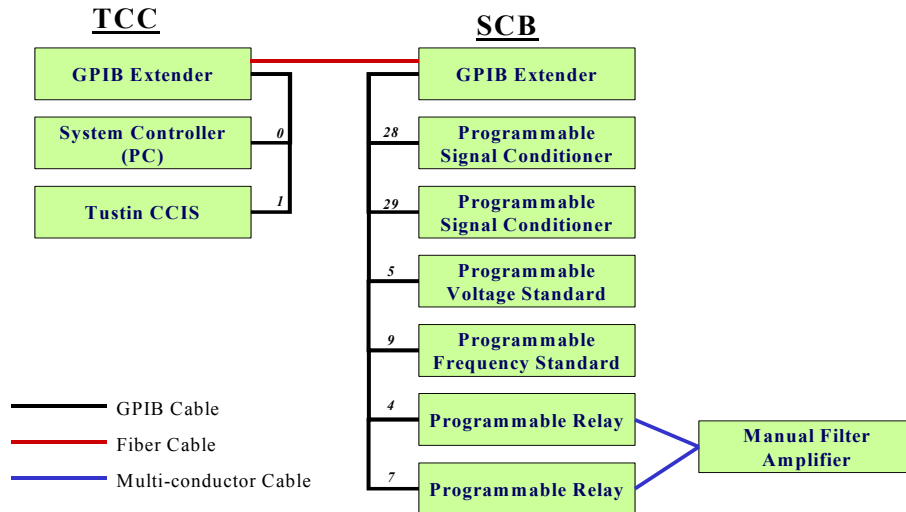 TCC
SCB
GPIB Extender
GPIB Extender
System Controller
(PC)
0
28
Programmable
Signal Conditioner
Tustin CCIS
1
29
Programmable
Signal Conditioner
5
Programmable
Voltage Standard
9
Programmable
Frequency Standard
GPIB Cable
Fiber Cable
Multi-conductor Cable
4
Programmable Relay
7
Programmable Relay
Manual Filter
Amplifier